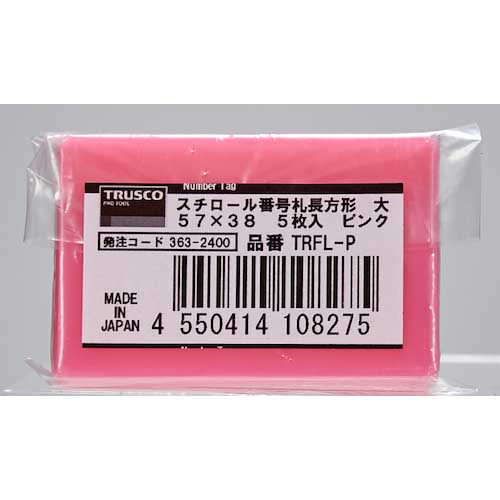 Number Tag
TRUSCO
PRO TOOL
スチロール番号札長方形 大
57×38 5枚入 ピンク
発注コード 363-2400
品番 TRFL-P
MADE
IN
JAPAN
4 550414 108275
Number Tag